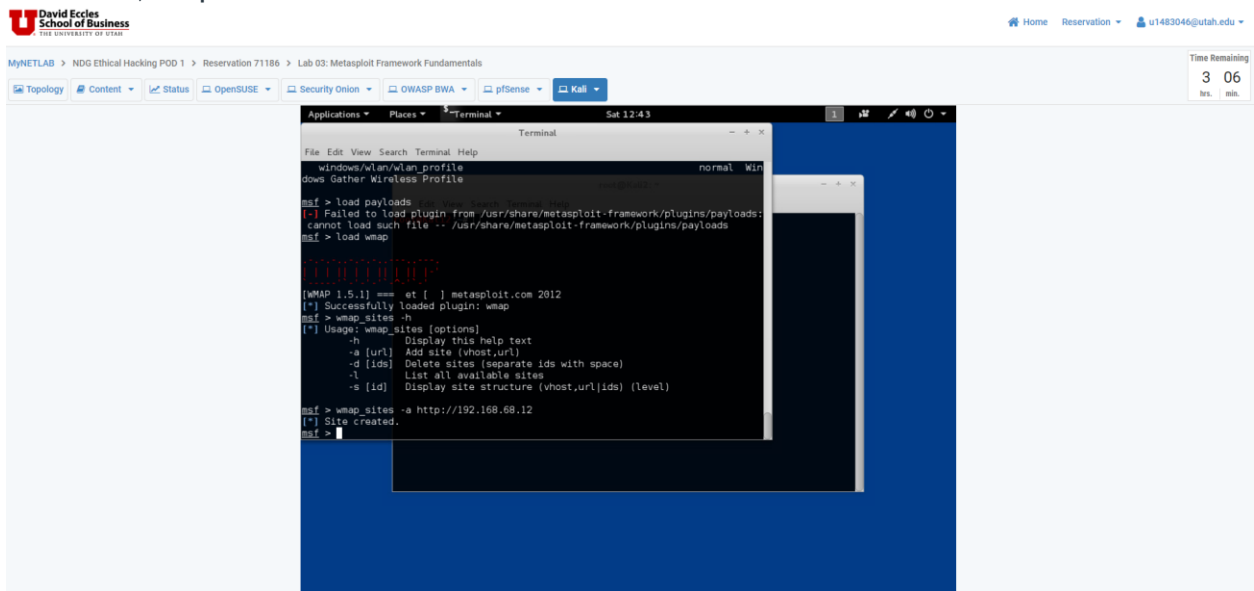 David Eccles
School of Business
THE UNIVERSITY OF UTAH
Home Reservation u1483046@utah.edu
MyNETLAB > NDG Ethical Hacking POD 1 > Reservation 71186 > Lab 03: Metasploit Framework Fundamentals
Time Remaining
3 06
hrs. min.
Topology Content Status OpenSUSE Security Onion OWASP BWA pfSense Kali
Applications Places Terminal Sat 12:43 1
Terminal
File Edit View Search Terminal Help
windows/wlan/wlan_profile normal Win
dows Gather Wireless Profile
msf > load payloads
[-] Failed to load plugin from /usr/share/metasploit-framework/plugins/payloads:
cannot load such file -- /usr/share/metasploit-framework/plugins/payloads
msf > load wmap
[WMAP 1.5.1] === et [ ] metasploit.com 2012
[*] Successfully loaded plugin: wmap
msf > wmap_sites -h
[*] Usage: wmap_sites [options]
-h Display this help text
-a [url] Add site (vhost,url)
-d [ids] Delete sites (separate ids with space)
-l List all available sites
-s [id] Display site structure (vhost,url|ids) (level)
msf > wmap_sites -a http://192.168.68.12
[*] Site created.
msf >